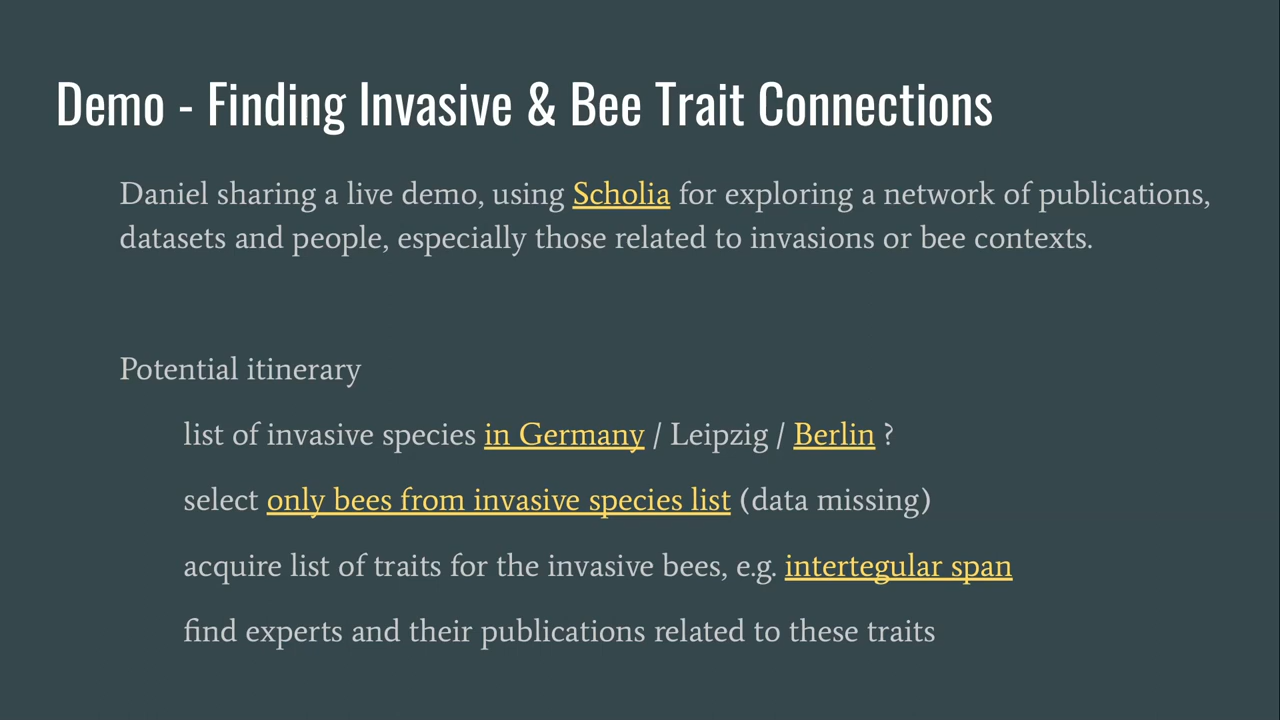 Demo - Finding Invasive & Bee Trait Connections
Daniel sharing a live demo, using Scholia for exploring a network of publications,
datasets and people, especially those related to invasions or bee contexts.
Potential itinerary
list of invasive species in Germany / Leipzig / Berlin ?
select only bees from invasive species list (data missing)
acquire list of traits for the invasive bees, e.g. intertegular span
find experts and their publications related to these traits